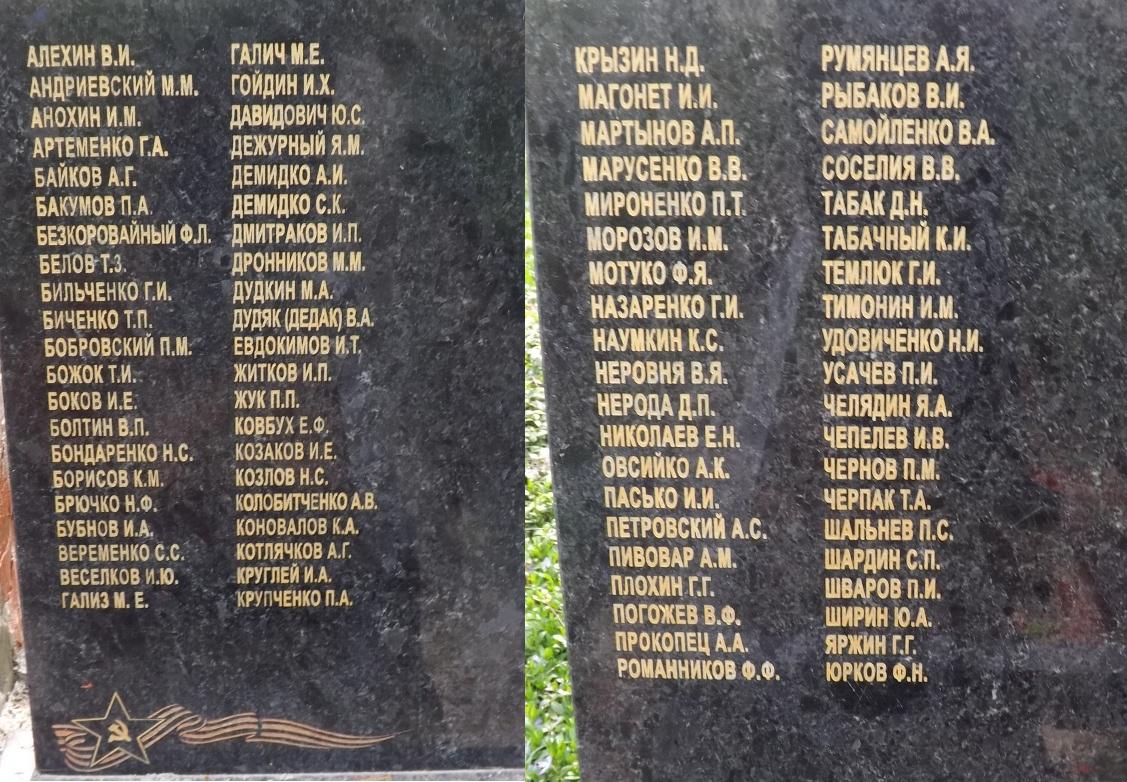 АЛЕХИН В.И.
АНДРИЕВСКИЙ М.М.
АНОХИН И.М.
АРТЕМЕНКО Г.А.
БАЙКОВ А.Г.
БАКУМОВ П.А.
БЕЗКОРОВАЙНЫЙ Ф.Л.
БЕЛОВ Т.З.
БИЛЬЧЕНКО Г.И.
БИЧЕНКО Т.П.
БОБРОВСКИЙ П.М.
БОЖОК Т.И.
БОКОВ И.Е.
БОЛТИН В.П.
БОНДАРЕНКО Н.С.
БОРИСОВ К.М.
БРЮЧКО Н.Ф.
БУБНОВ И.А.
ВЕРЕМЕНКО С.С.
ВЕСЕЛКОВ И.Ю.
ГАЛИЗ М. Е.
ГАЛИЧ М.Е.
ГОЙДИН И.Х.
ДАВИДОВИЧ Ю.С.
ДЕЖУРНЫЙ Я.М.
ДЕМИДКО А.И.
ДЕМИДКО С.К.
ДМИТРАКОВ И.П.
ДРОННИКОВ М.М.
ДУДКИН М.А.
ДУДЯК (ДЕДАК) В.А.
ЕВДОКИМОВ И.Т.
ЖИТКОВ И.П.
ЖУК П.П.
КОВБУХ Е.Ф.
КОЗАКОВ И.Е.
КОЗЛОВ Н.С.
КОЛОБИТЧЕНКО А.В.
КОНОВАЛОВ К.А.
КОТЛЯЧКОВ А.Г.
КРУГЛЕЙ И.А.
КРУПЧЕНКО П.А.
КРЫЗИН Н.Д.
МАГОНЕТ И.И.
МАРТЫНОВ А.П.
МАРУСЕНКО В.В.
МИРОНЕНКО П.Т.
МОРОЗОВ И.М.
МОТУКО Ф.Я.
НАЗАРЕНКО Г.И.
НАУМКИН К.С.
НЕРОВНЯ В.Я.
НЕРОДА Д.П.
НИКОЛАЕВ Е.Н.
ОВСИЙКО А.К.
ПАСЬКО И.И.
ПЕТРОВСКИЙ А.С.
ПИВОВАР А.М.
ПЛОХИН Г.Г.
ПОГОЖЕВ В.Ф.
ПРОКОПЕЦ А.А.
РОМАННИКОВ Ф.Ф.
РУМЯНЦЕВ А.Я.
РЫБАКОВ В.И.
САМОЙЛЕНКО В.А.
СОСЕЛИЯ В.В.
ТАБАК Д.Н.
ТАБАЧНЫЙ К.И.
ТЕМЛЮК Г.И.
ТИМОНИН И.М.
УДОВИЧЕНКО Н.И.
УСАЧЕВ П.И.
ЧЕЛЯДИН Я.А.
ЧЕПЕЛЕВ И.В.
ЧЕРНОВ П.М.
ЧЕРПАК Т.А.
ШАЛЬНЕВ П.С.
ШАРДИН С.П.
ШВАРОВ П.И.
ШИРИН Ю.А.
ЯРЖИН Г.Г.
ЮРКОВ Ф.Н.